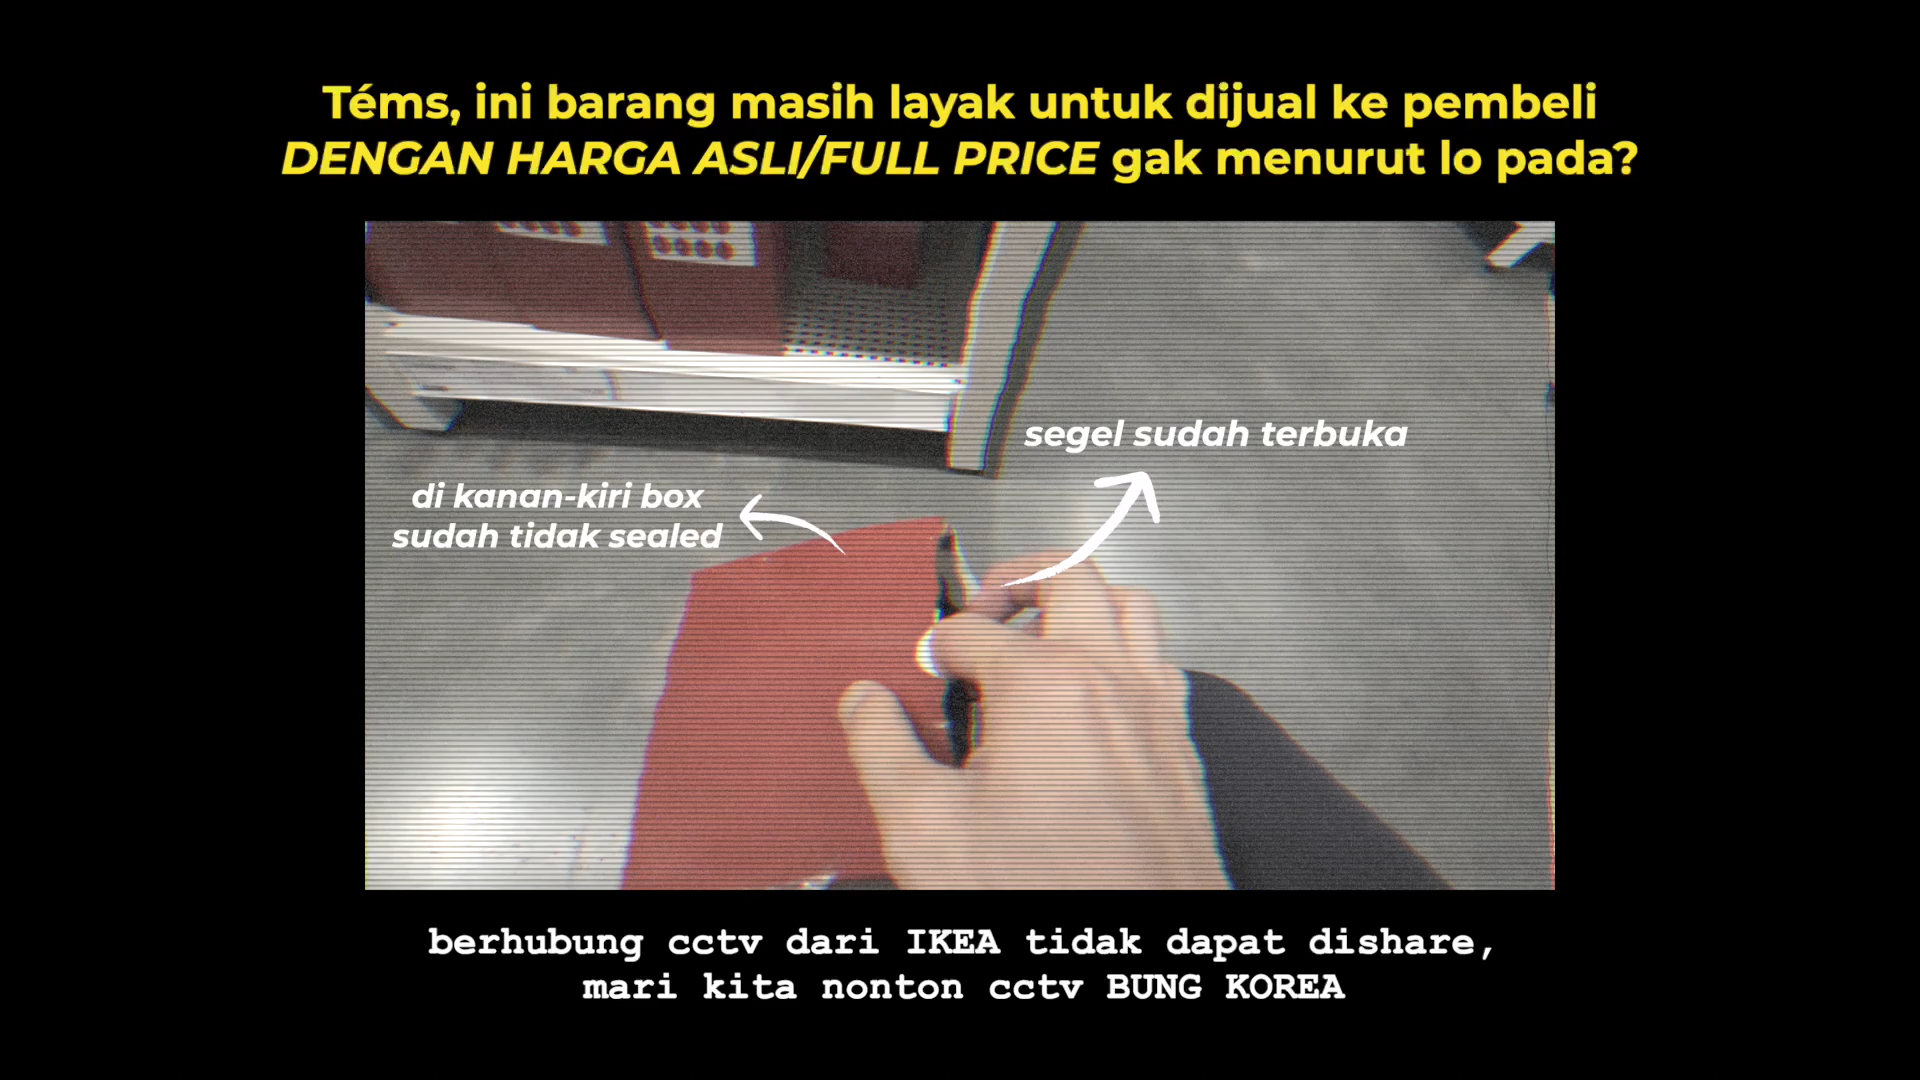 Téms, ini barang masih layak untuk dijual ke pembeli
DENGAN HARGA ASLI/FULL PRICE gak menurut lo pada?
segel sudah terbuka
di kanan-kiri box
sudah tidak sealed
berhubung cctv dari IKEA tidak dapat dishare,
mari kita nonton cctv BUNG KOREA